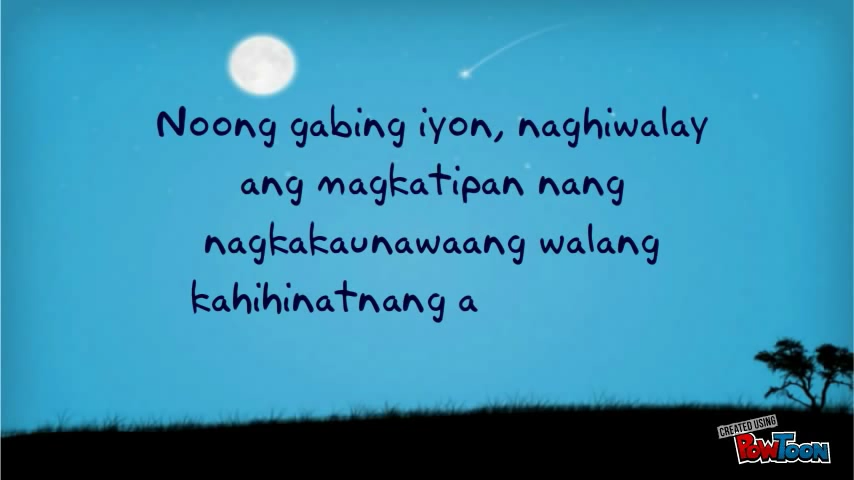 Noong gabing iyon, naghiwalay
ang magkatipan nang
nagkakaunawaang walang
kahihinatnang a
CREATED USING
POWTOON